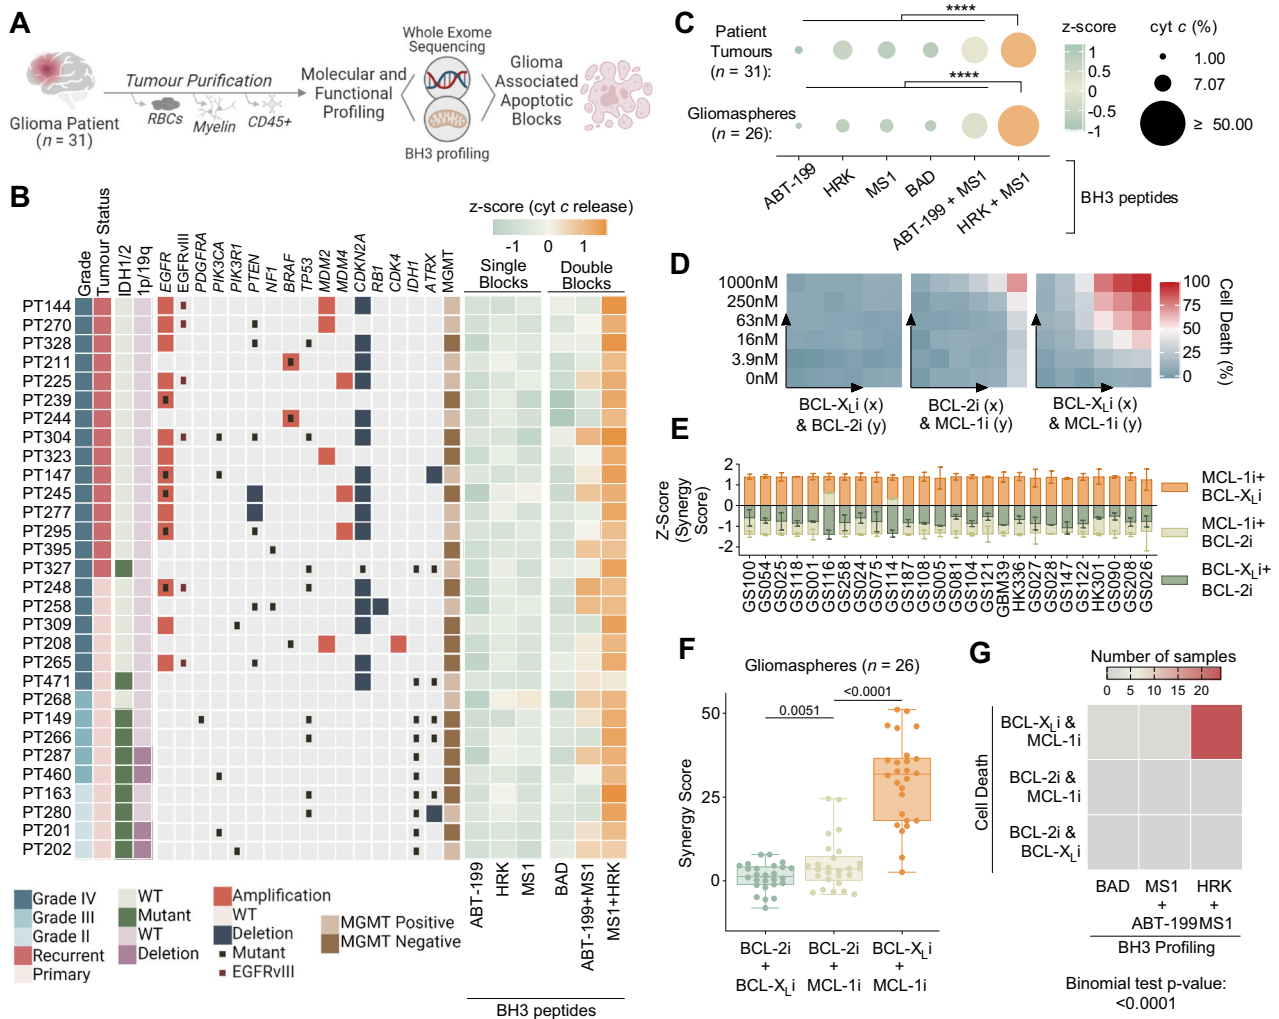 A
Glioma Patient
(n = 31)
Tumour Purification
RBCs
Myelin
CD45+
Molecular and
Functional
Profiling
Whole Exome
Sequencing
BH3 profiling
Glioma
Associated
Apoptotic
Blocks
B
z-score (cyt c release)
-1 0 1
Single
Blocks
Double
Blocks
Grade
Tumour Status
IDH1/2
1p/19q
EGFR
EGFRvIII
PDGFRA
PIK3CA
PIK3R1
PTEN
NF1
BRAF
TP53
MDM2
MDM4
CDKN2A
RB1
CDK4
IDH1
ATRX
MGMT
PT144
PT270
PT328
PT211
PT225
PT239
PT244
PT304
PT323
PT147
PT245
PT277
PT295
PT395
PT327
PT248
PT258
PT309
PT208
PT265
PT471
PT268
PT149
PT266
PT287
PT460
PT163
PT280
PT201
PT202
ABT-199
HRK
MS1
BAD
ABT-199+MS1
MS1+HRK
BH3 peptides
Grade IV
Grade III
Grade II
Recurrent
Primary
WT
Mutant
WT
Deletion
Amplification
WT
Deletion
Mutant
EGFRvIII
MGMT Positive
MGMT Negative
C
Patient
Tumours
(n = 31):
Gliomaspheres
(n = 26):
****
****
ABT-199
HRK
MS1
BAD
ABT-199 + MS1
HRK + MS1
BH3 peptides
z-score
1
0.5
0
-0.5
-1
cyt c (%)
1.00
7.07
≥ 50.00
D
1000nM
250nM
63nM
16nM
3.9nM
0nM
BCL-XLi (x)
& BCL-2i (y)
BCL-2i (x)
& MCL-1i (y)
BCL-XLi (x)
& MCL-1i (y)
100
75
50
25
0
Cell Death (%)
E
Z-Score
(Synergy
Score)
2
1
0
-1
-2
GS100
GS054
GS025
GS118
GS001
GS116
GS258
GS024
GS075
GS114
GS187
GS108
GS005
GS081
GS104
GS121
GBM39
HK336
GS027
GS028
GS147
GS122
HK301
GS090
GS208
GS026
MCL-1i+
BCL-XLi
MCL-1i+
BCL-2i
BCL-XLi+
BCL-2i
F
Gliomaspheres (n = 26)
Synergy Score
50
25
0
0.0051
<0.0001
BCL-2i
+
BCL-XLi
BCL-2i
+
MCL-1i
BCL-XLi
+
MCL-1i
G
Number of samples
0 5 10 15 20
Cell Death
BCL-XLi &
MCL-1i
BCL-2i &
MCL-1i
BCL-2i &
BCL-XLi
BAD
MS1
+
ABT-199
HRK
+
MS1
BH3 Profiling
Binomial test p-value:
<0.0001